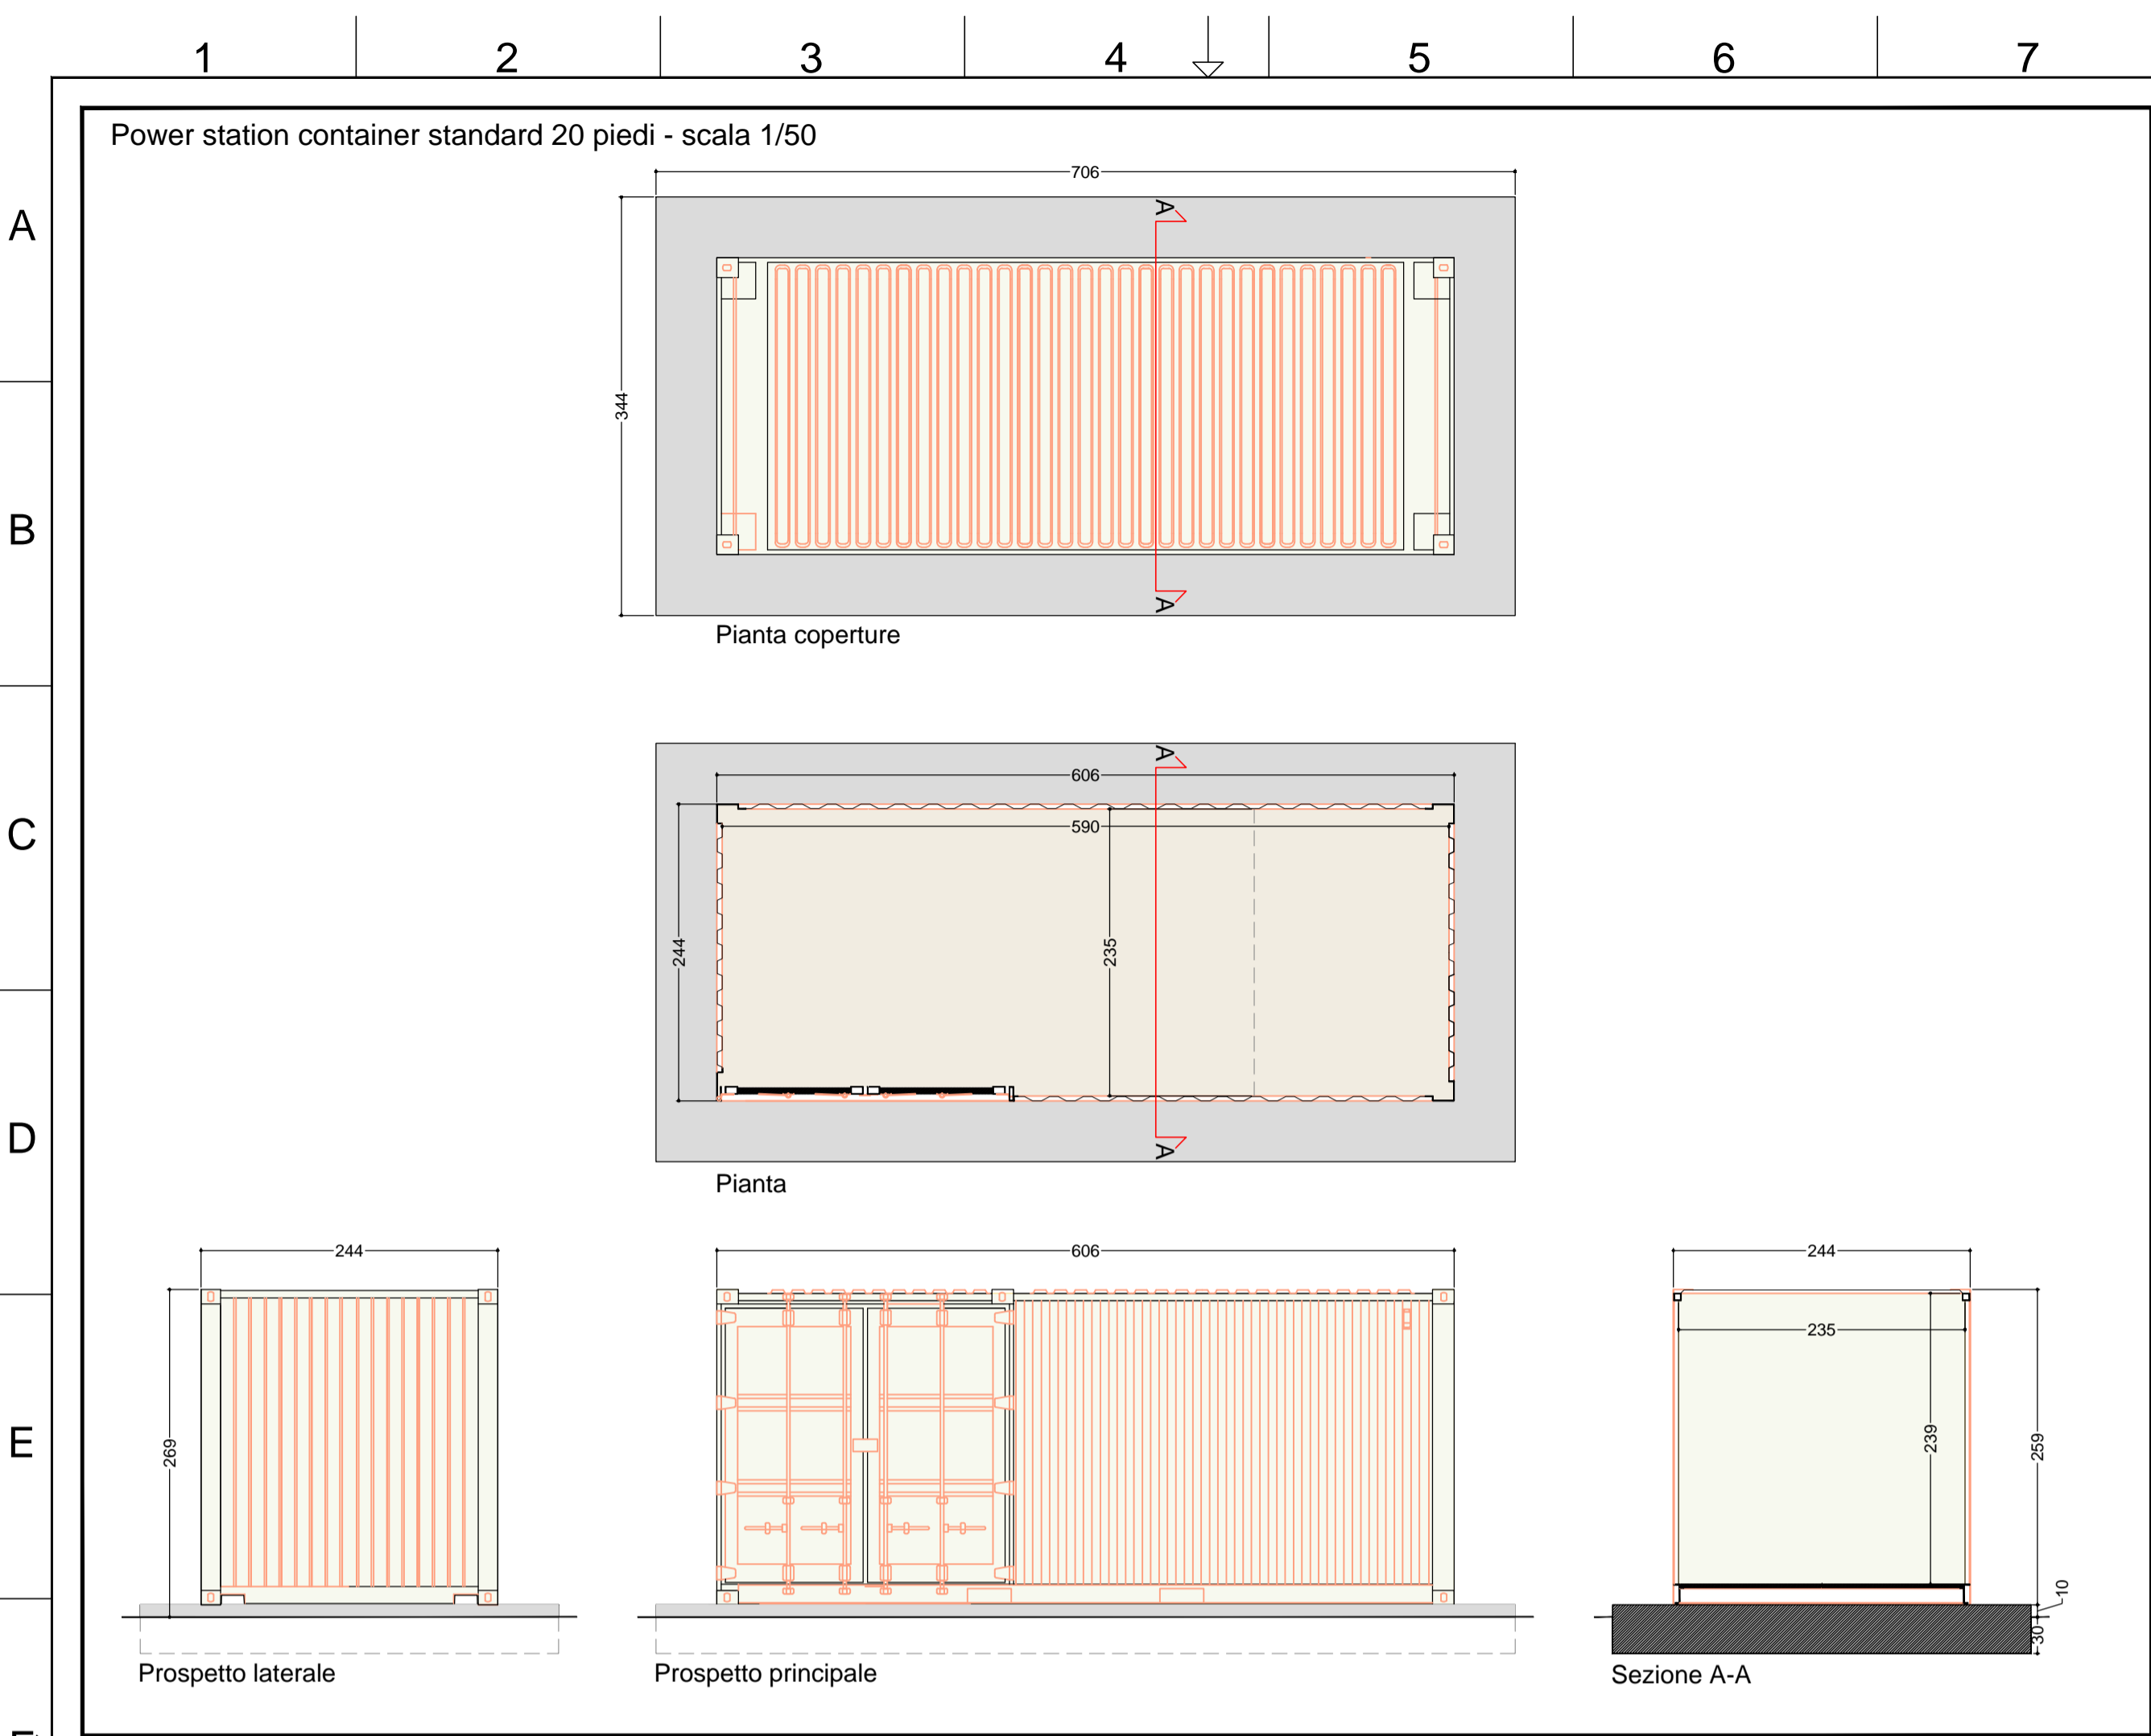 1 2 3 4 5 6 7
Power station container standard 20 piedi - scala 1/50
706
A
A
344
B
A
Pianta coperture
A
606
C
590
244
235
D
A
Pianta
244
606
244
235
E
269
239
259
10
30
Prospetto laterale
Prospetto principale
Sezione A-A